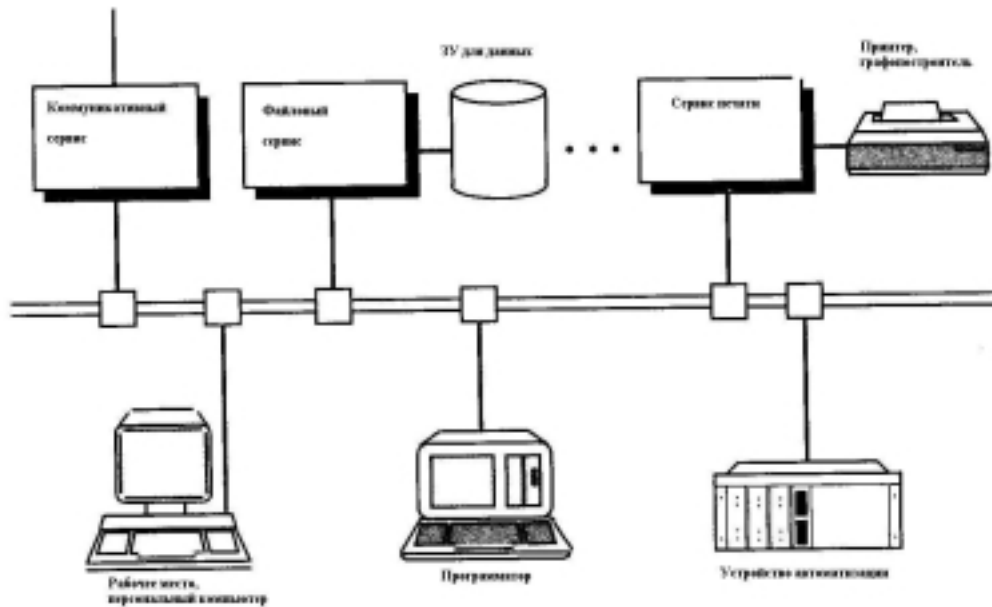 ЗУ для данных
Принтер,
графопостроитель
Коммуникативный
сервис
Файловый
сервис
Сервис печати
Рабочее место,
персональный компьютер
Программатор
Устройство автоматизации